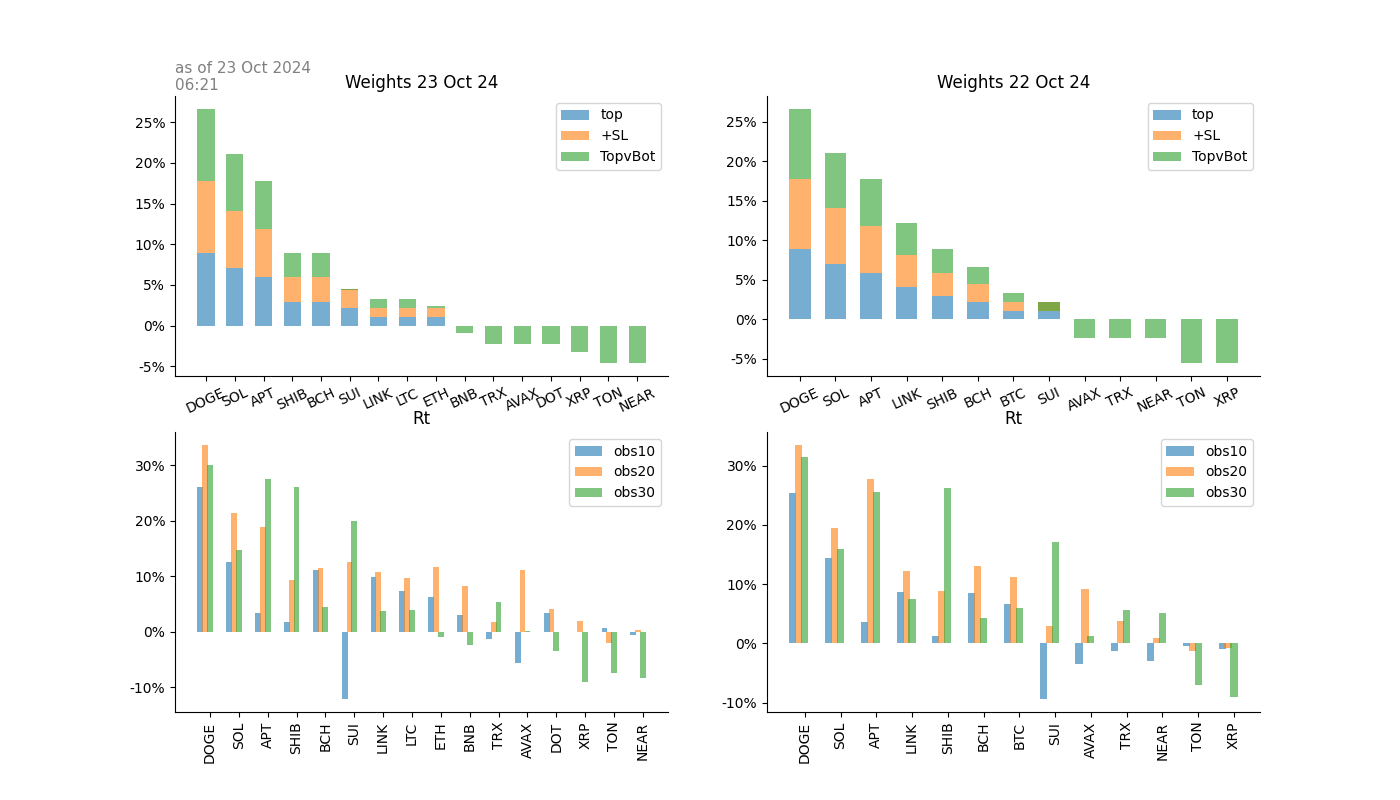 as of 23 Oct 2024
06:21
Weights 23 Oct 24
25%
20%
15%
10%
5%
0%
-5%
top
+SL
TopvBot
DOGE SOL APT SHIB BCH SUI LINK LTC ETH BNB TRX AVAX DOT XRP TON NEAR
Weights 22 Oct 24
25%
20%
15%
10%
5%
0%
-5%
top
+SL
TopvBot
DOGE SOL APT LINK SHIB BCH BTC SUI AVAX TRX NEAR TON XRP
Rt
30%
20%
10%
0%
-10%
obs10
obs20
obs30
DOGE SOL APT SHIB BCH SUI LINK LTC ETH BNB TRX AVAX DOT XRP TON NEAR
Rt
30%
20%
10%
0%
-10%
obs10
obs20
obs30
DOGE SOL APT LINK SHIB BCH BTC SUI AVAX TRX NEAR TON XRP